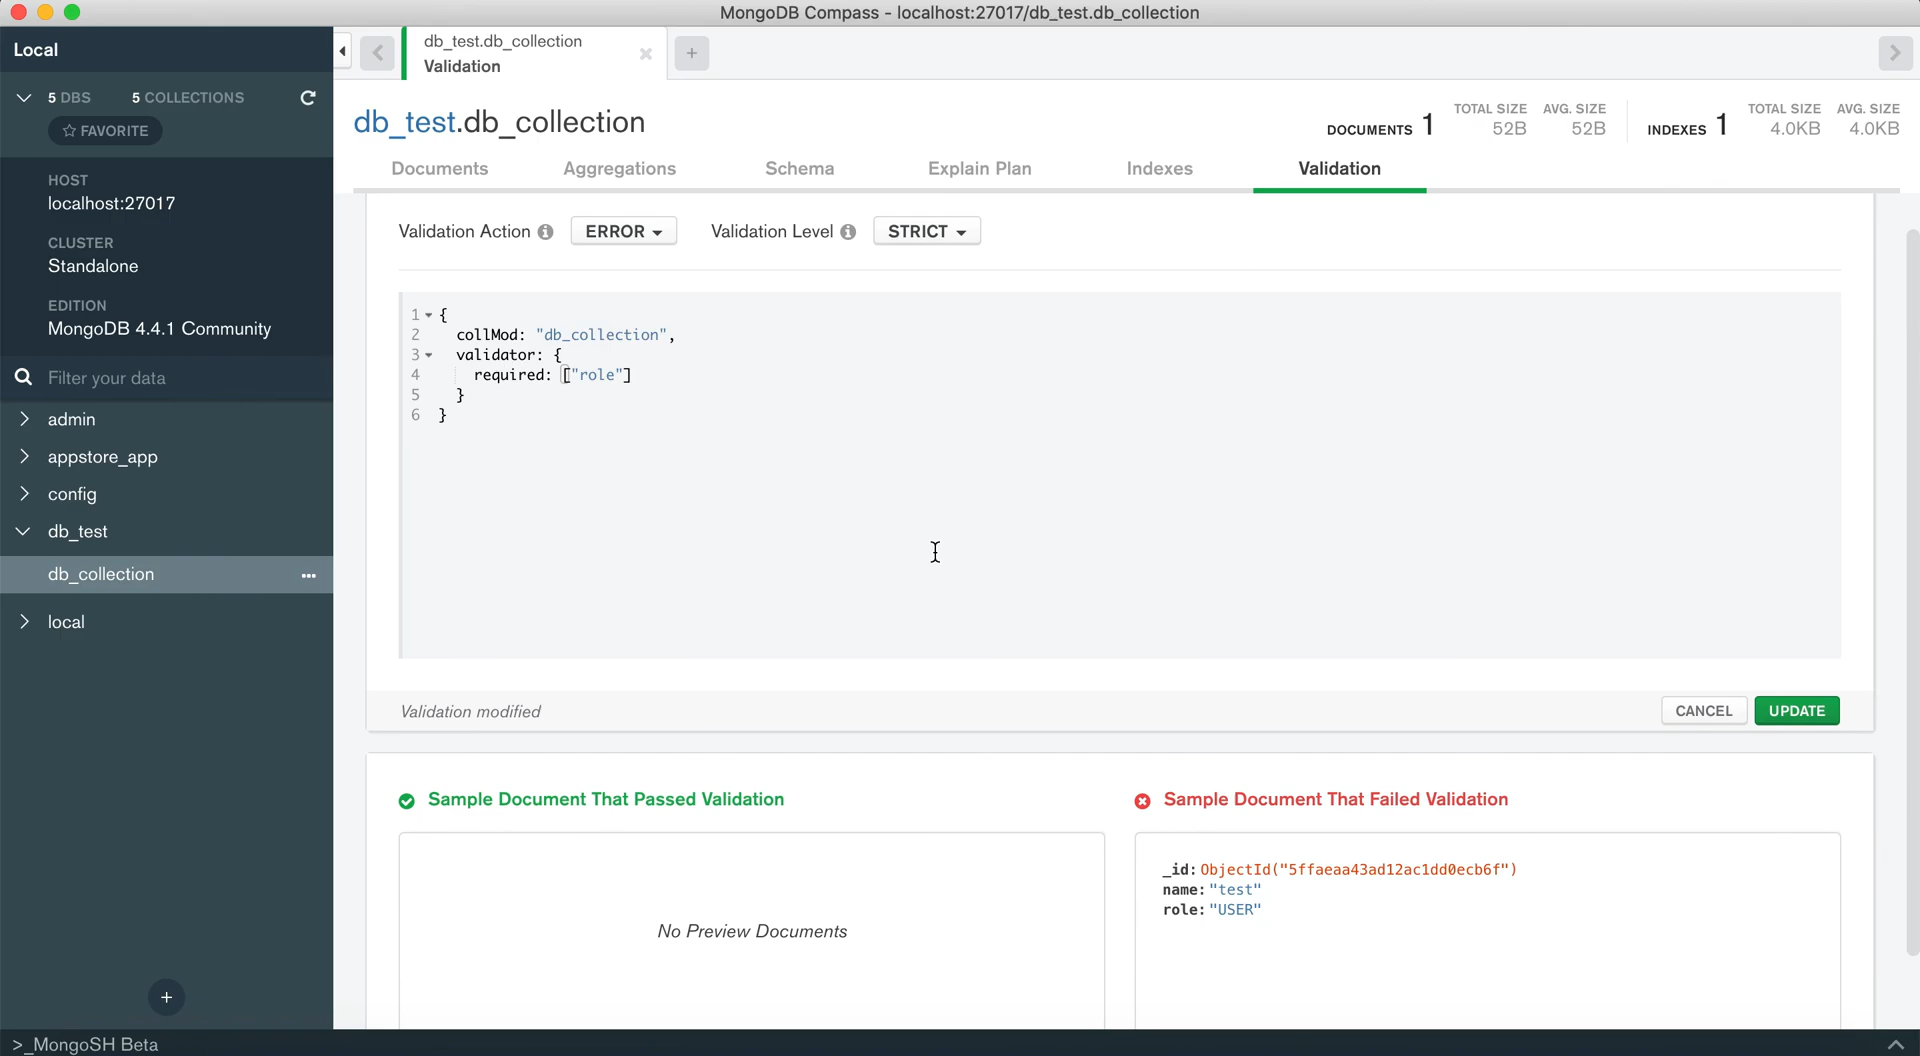 MongoDB Compass - localhost:27017/db_test.db_collection
Local
5 DBS 5 COLLECTIONS
FAVORITE
HOST
localhost:27017
CLUSTER
Standalone
EDITION
MongoDB 4.4.1 Community
Filter your data
admin
appstore_app
config
db_test
db_collection
local
>_MongoSH Beta
db_test.db_collection
Validation
db_test.db_collection
DOCUMENTS 1
TOTAL SIZE AVG. SIZE
52B 52B
INDEXES 1
TOTAL SIZE AVG. SIZE
4.0KB 4.0KB
Documents Aggregations Schema Explain Plan Indexes Validation
Validation Action ERROR Validation Level STRICT
1 {
2 collMod: "db_collection",
3 validator: {
4 required: ["role"]
5 }
6 }
Validation modified
CANCEL UPDATE
Sample Document That Passed Validation
No Preview Documents
Sample Document That Failed Validation
_id: ObjectId("5ffaeaa43ad12ac1dd0ecb6f")
name: "test"
role: "USER"